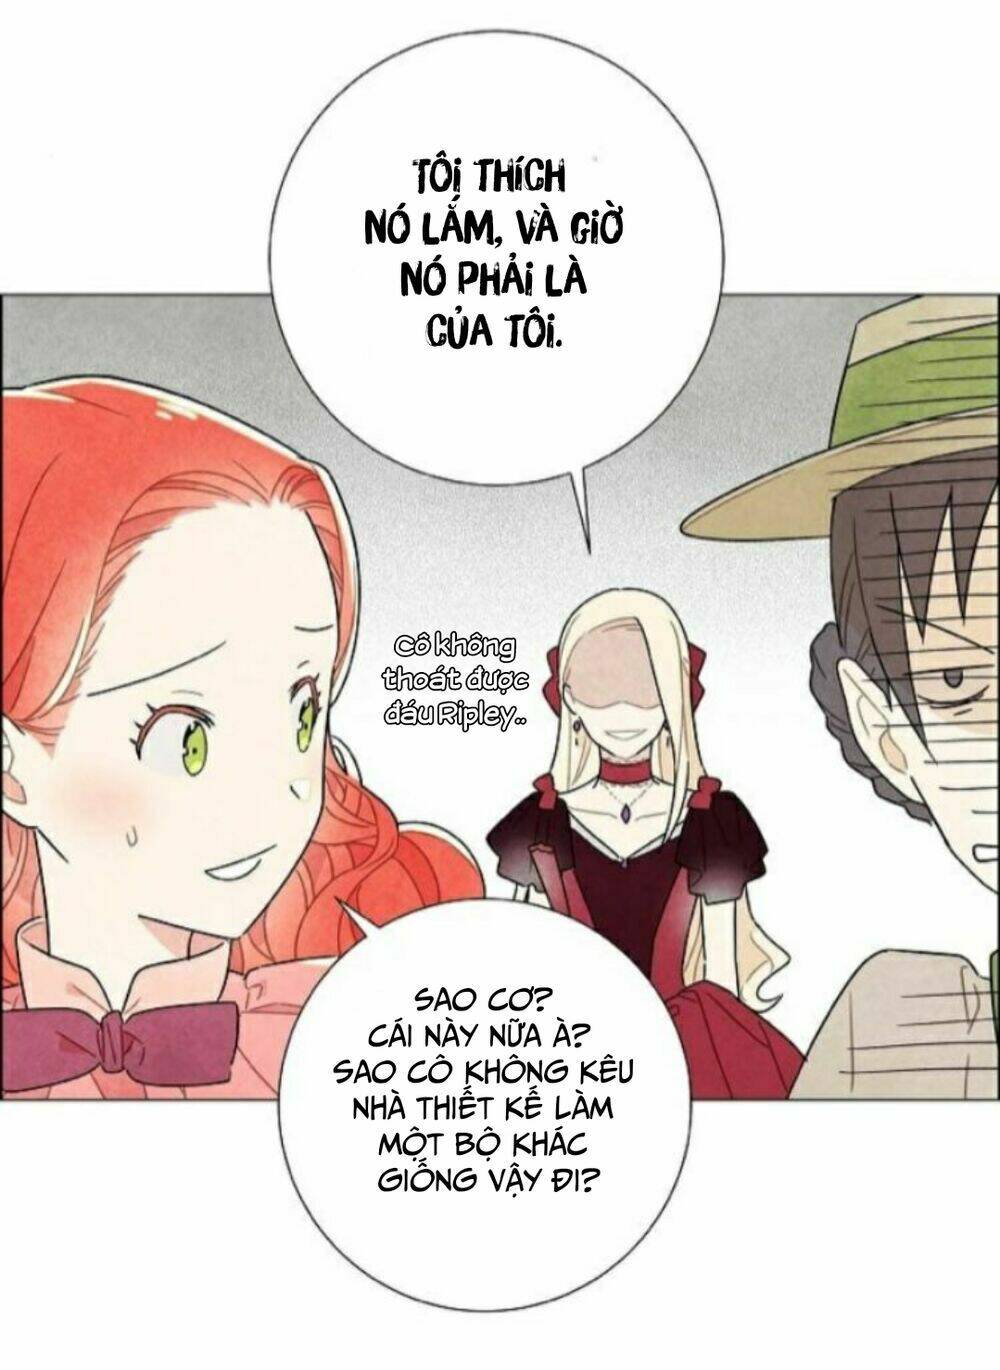 TÔI THÍCH
NÓ LẮM, VÀ GIỜ
NÓ PHẢI LÀ
CỦA TÔI.
Cô không
thoát được
đáu Ripley..
SAO CƠ?
CÁI NÀY NỮA À?
SAO CÔ KHÔNG KÊU
NHÀ THIẾT KẾ LÀM
MỘT BỘ KHÁC
GIỐNG VẬY ĐI?